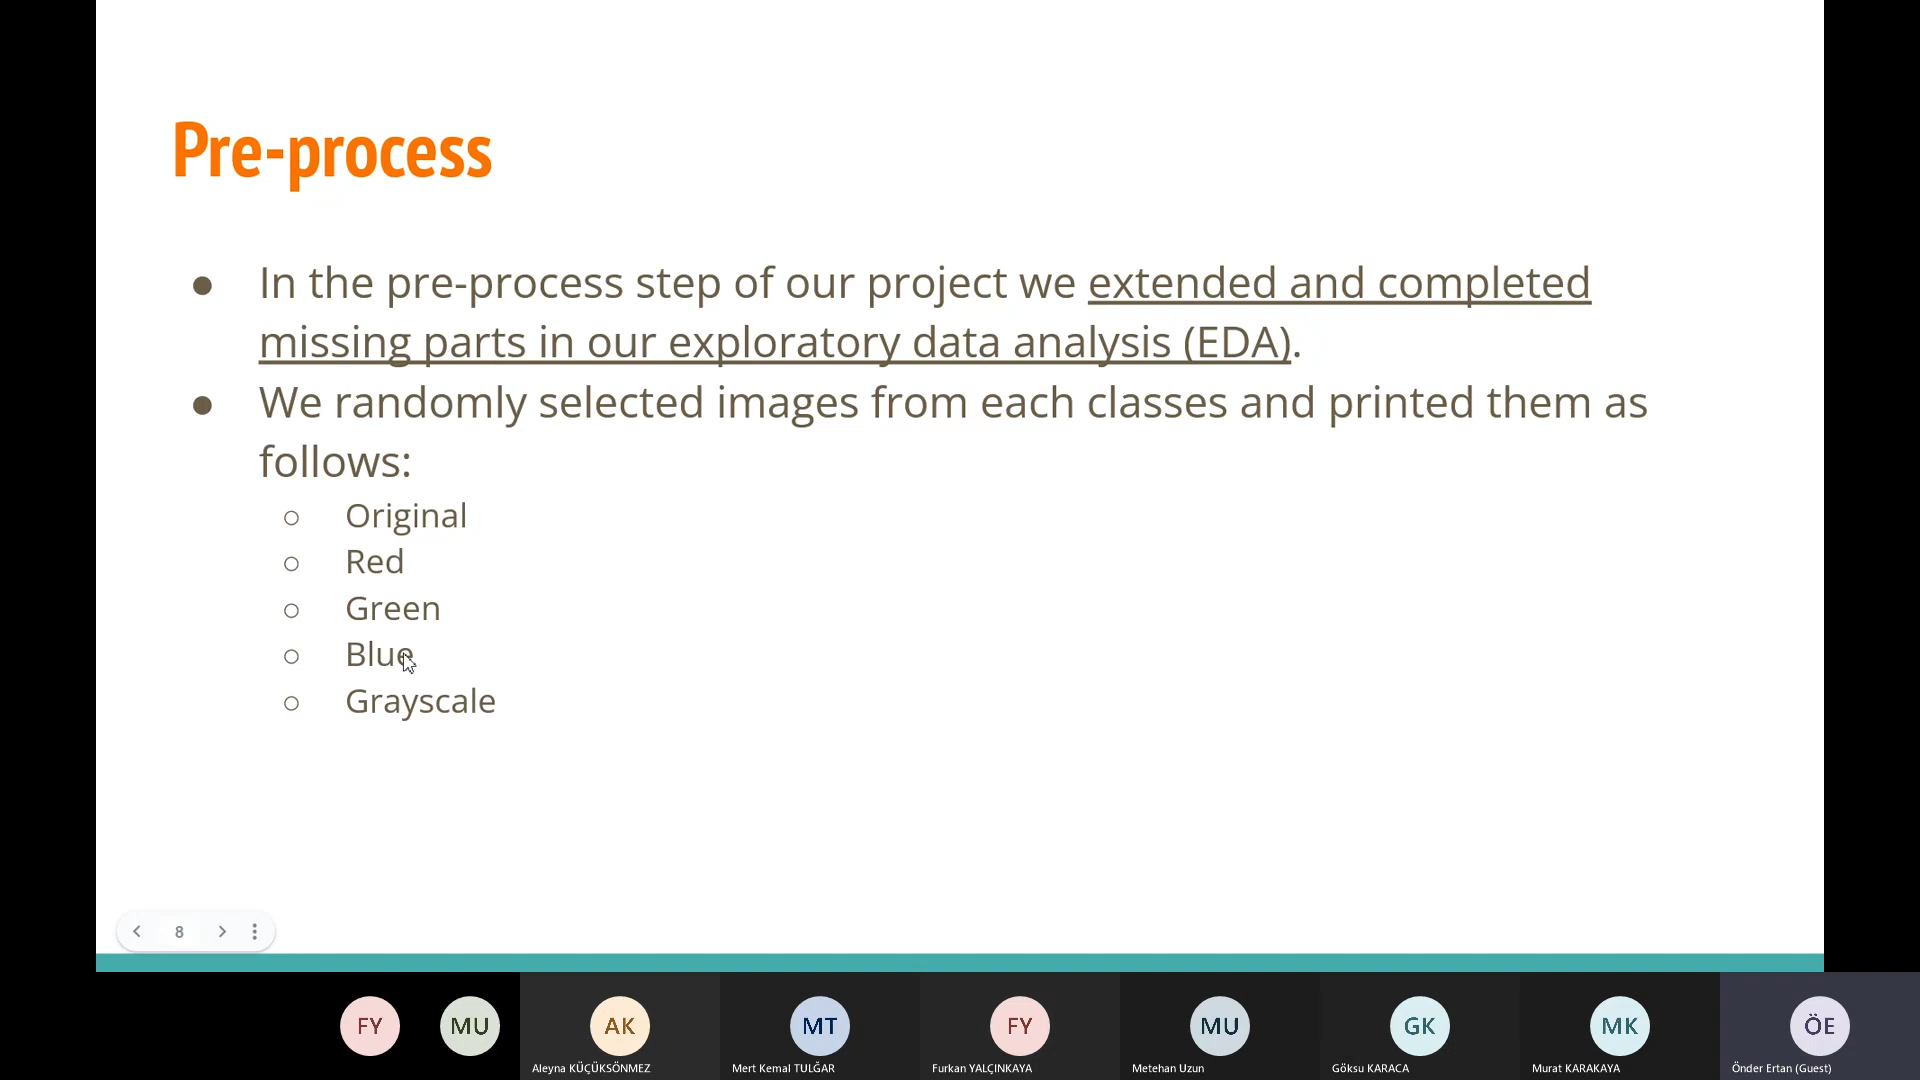 Pre-process
● In the pre-process step of our project we extended and completed
missing parts in our exploratory data analysis (EDA).
● We randomly selected images from each classes and printed them as
follows:
○ Original
○ Red
○ Green
○ Blue
○ Grayscale
8
FY MU AK MT FY MU GK MK ÖE
Aleyna KÜÇÜKSÖNMEZ Mert Kemal TULĞAR Furkan YALÇINKAYA Metehan Uzun Göksu KARACA Murat KARAKAYA Önder Ertan (Guest)